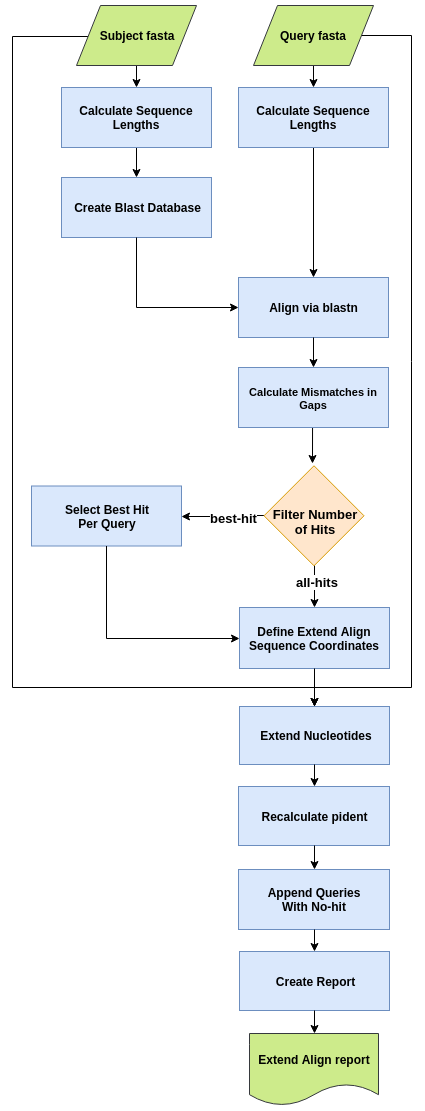 Subject fasta
Query fasta
Calculate Sequence
Lengths
Calculate Sequence
Lengths
Create Blast Database
Align via blastn
Calculate Mismatches in
Gaps
Filter Number
of Hits
best-hit
Select Best Hit
Per Query
all-hits
Define Extend Align
Sequence Coordinates
Extend Nucleotides
Recalculate pident
Append Queries
With No-hit
Create Report
Extend Align report